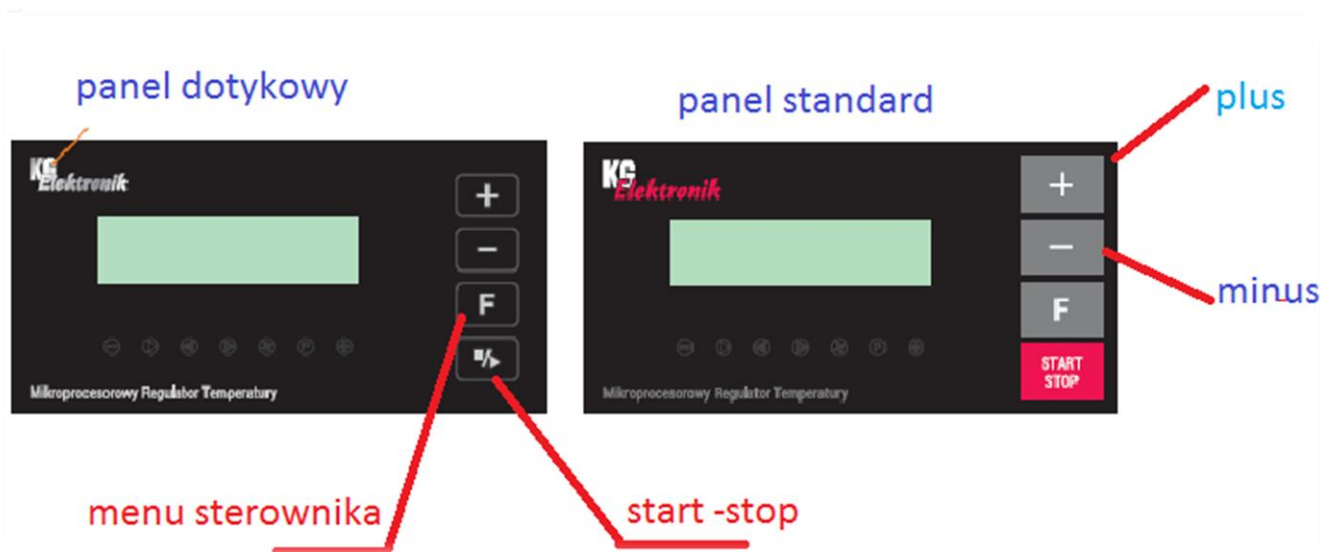 panel dotykowy
panel standard
plus
KG
Elektronik
+
-
F
■/▶
Mikroprocesorowy Regulator Temperatury
KG
Elektronik
+
-
F
START
STOP
Mikroprocesorowy Regulator Temperatury
minus
menu sterownika
start -stop